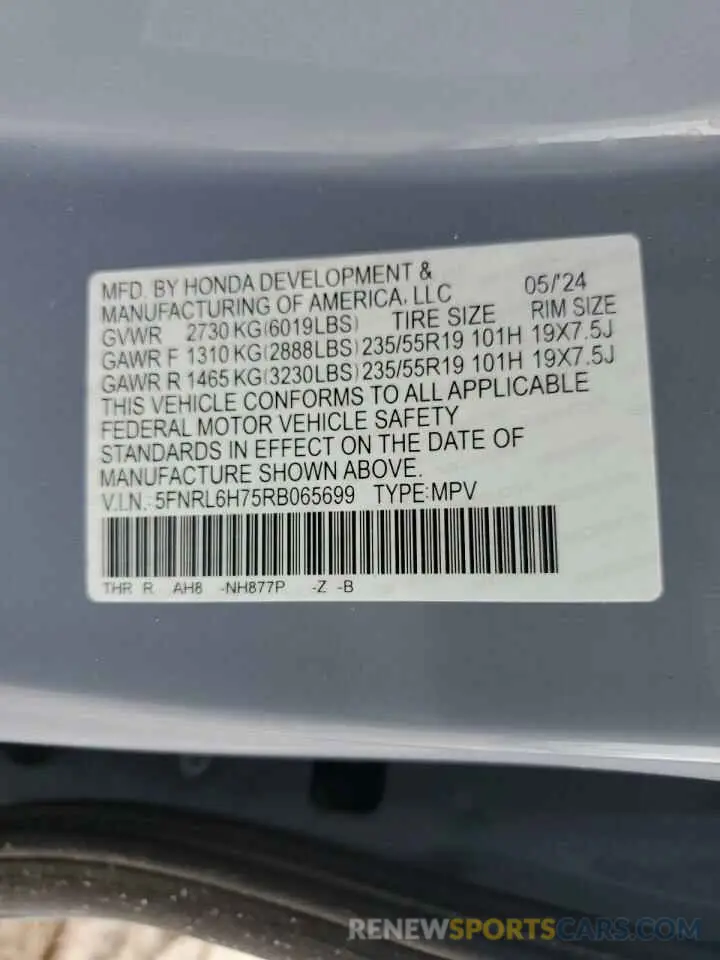 MFD. BY HONDA DEVELOPMENT &
MANUFACTURING OF AMERICA, LLC 05/'24
GVWR 2730 KG(6019LBS) TIRE SIZE RIM SIZE
GAWR F 1310 KG(2888LBS) 235/55R19 101H 19X7.5J
GAWR R 1465 KG(3230LBS) 235/55R19 101H 19X7.5J
THIS VEHICLE CONFORMS TO ALL APPLICABLE
FEDERAL MOTOR VEHICLE SAFETY
STANDARDS IN EFFECT ON THE DATE OF
MANUFACTURE SHOWN ABOVE.
V.I.N.: 5FNRL6H75RB065699 TYPE:MPV
THR R AH8 -NH877P -Z -B
RENEWSPORTSCARS.COM